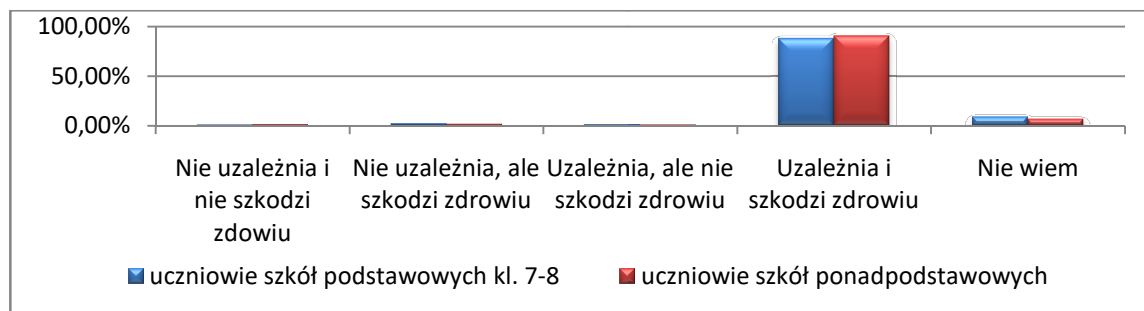 100,00%
50,00%
0,00%
Nie uzależnia i
nie szkodzi
zdowiu
Nie uzależnia, ale
szkodzi zdrowiu
Uzależnia, ale nie
szkodzi zdrowiu
Uzależnia i
szkodzi zdrowiu
Nie wiem
uczniowie szkół podstawowych kl. 7-8
uczniowie szkół ponadpodstawowych